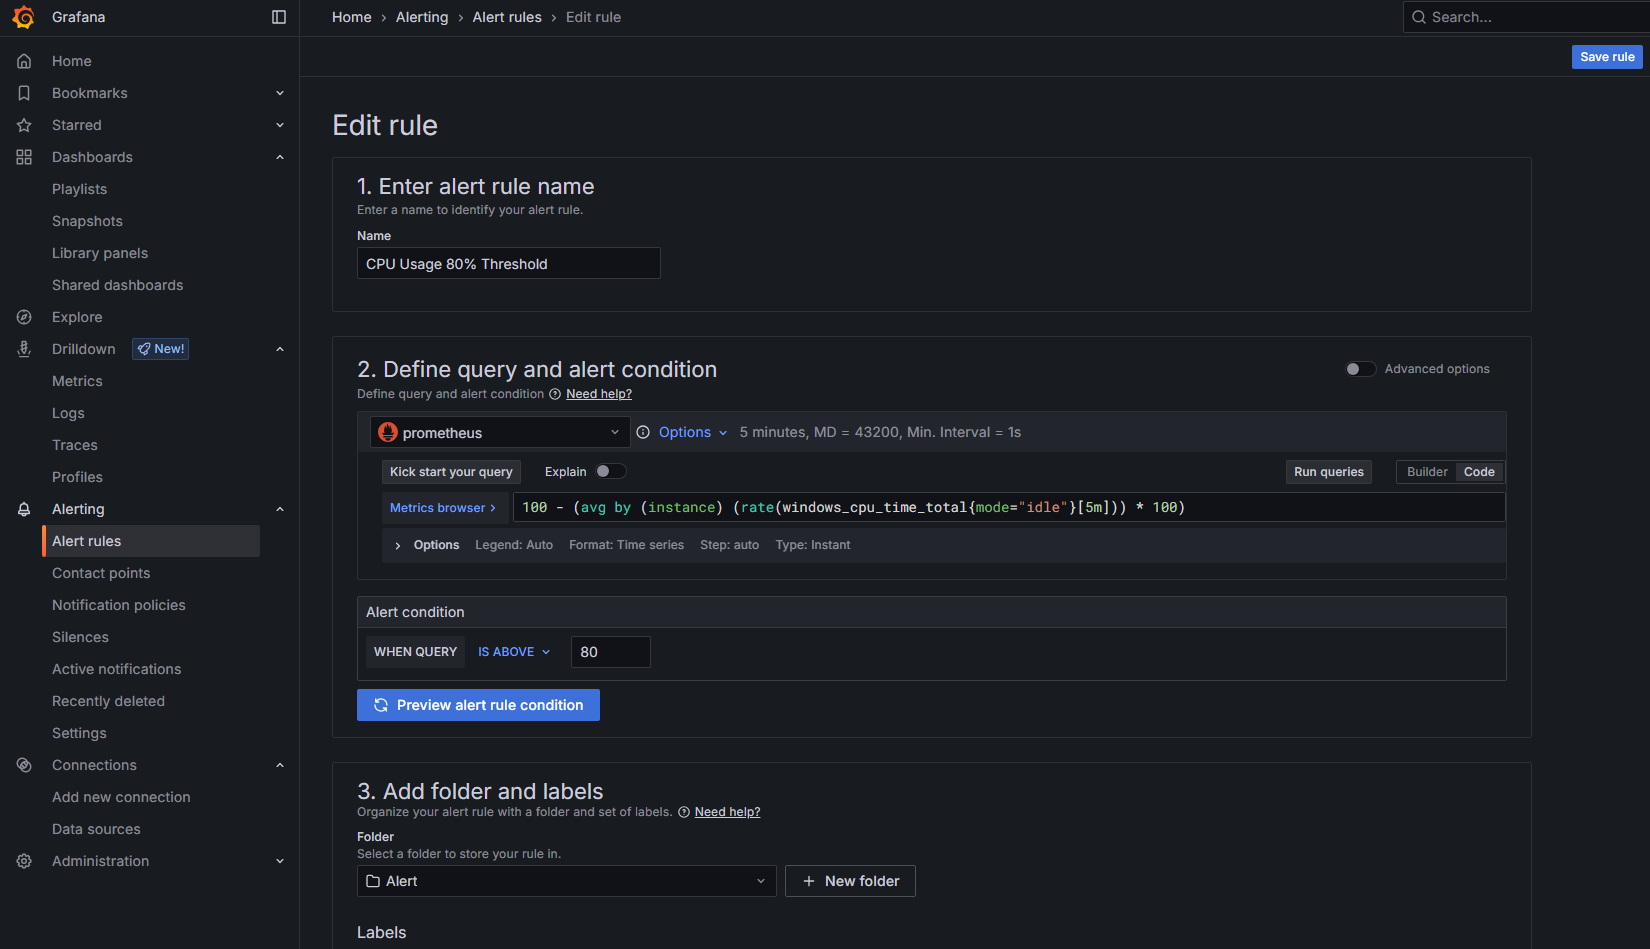 Grafana
Home › Alerting › Alert rules › Edit rule
Search...
Save rule
Home
Bookmarks
Starred
Dashboards
Playlists
Snapshots
Library panels
Shared dashboards
Explore
Drilldown New!
Metrics
Logs
Traces
Profiles
Alerting
Alert rules
Contact points
Notification policies
Silences
Active notifications
Recently deleted
Settings
Connections
Add new connection
Data sources
Administration
Edit rule
1. Enter alert rule name
Enter a name to identify your alert rule.
Name
CPU Usage 80% Threshold
2. Define query and alert condition
Advanced options
Define query and alert condition Need help?
prometheus Options 5 minutes, MD = 43200, Min. Interval = 1s
Kick start your query Explain Run queries Builder Code
Metrics browser > 100 - (avg by (instance) (rate(windows_cpu_time_total{mode="idle"}[5m])) * 100)
Options Legend: Auto Format: Time series Step: auto Type: Instant
Alert condition
WHEN QUERY IS ABOVE 80
Preview alert rule condition
3. Add folder and labels
Organize your alert rule with a folder and set of labels. Need help?
Folder
Select a folder to store your rule in.
Alert + New folder
Labels